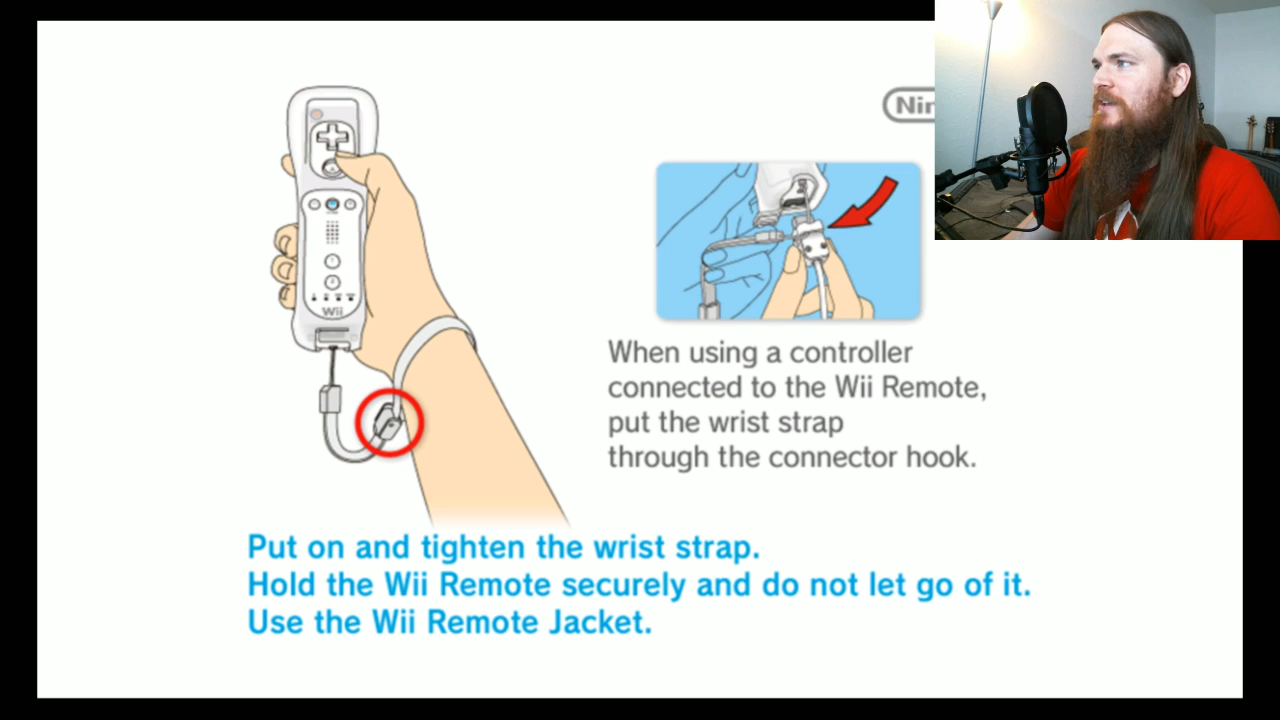 When using a controller
connected to the Wii Remote,
put the wrist strap
through the connector hook.
Wii
Put on and tighten the wrist strap.
Hold the Wii Remote securely and do not let go of it.
Use the Wii Remote Jacket.